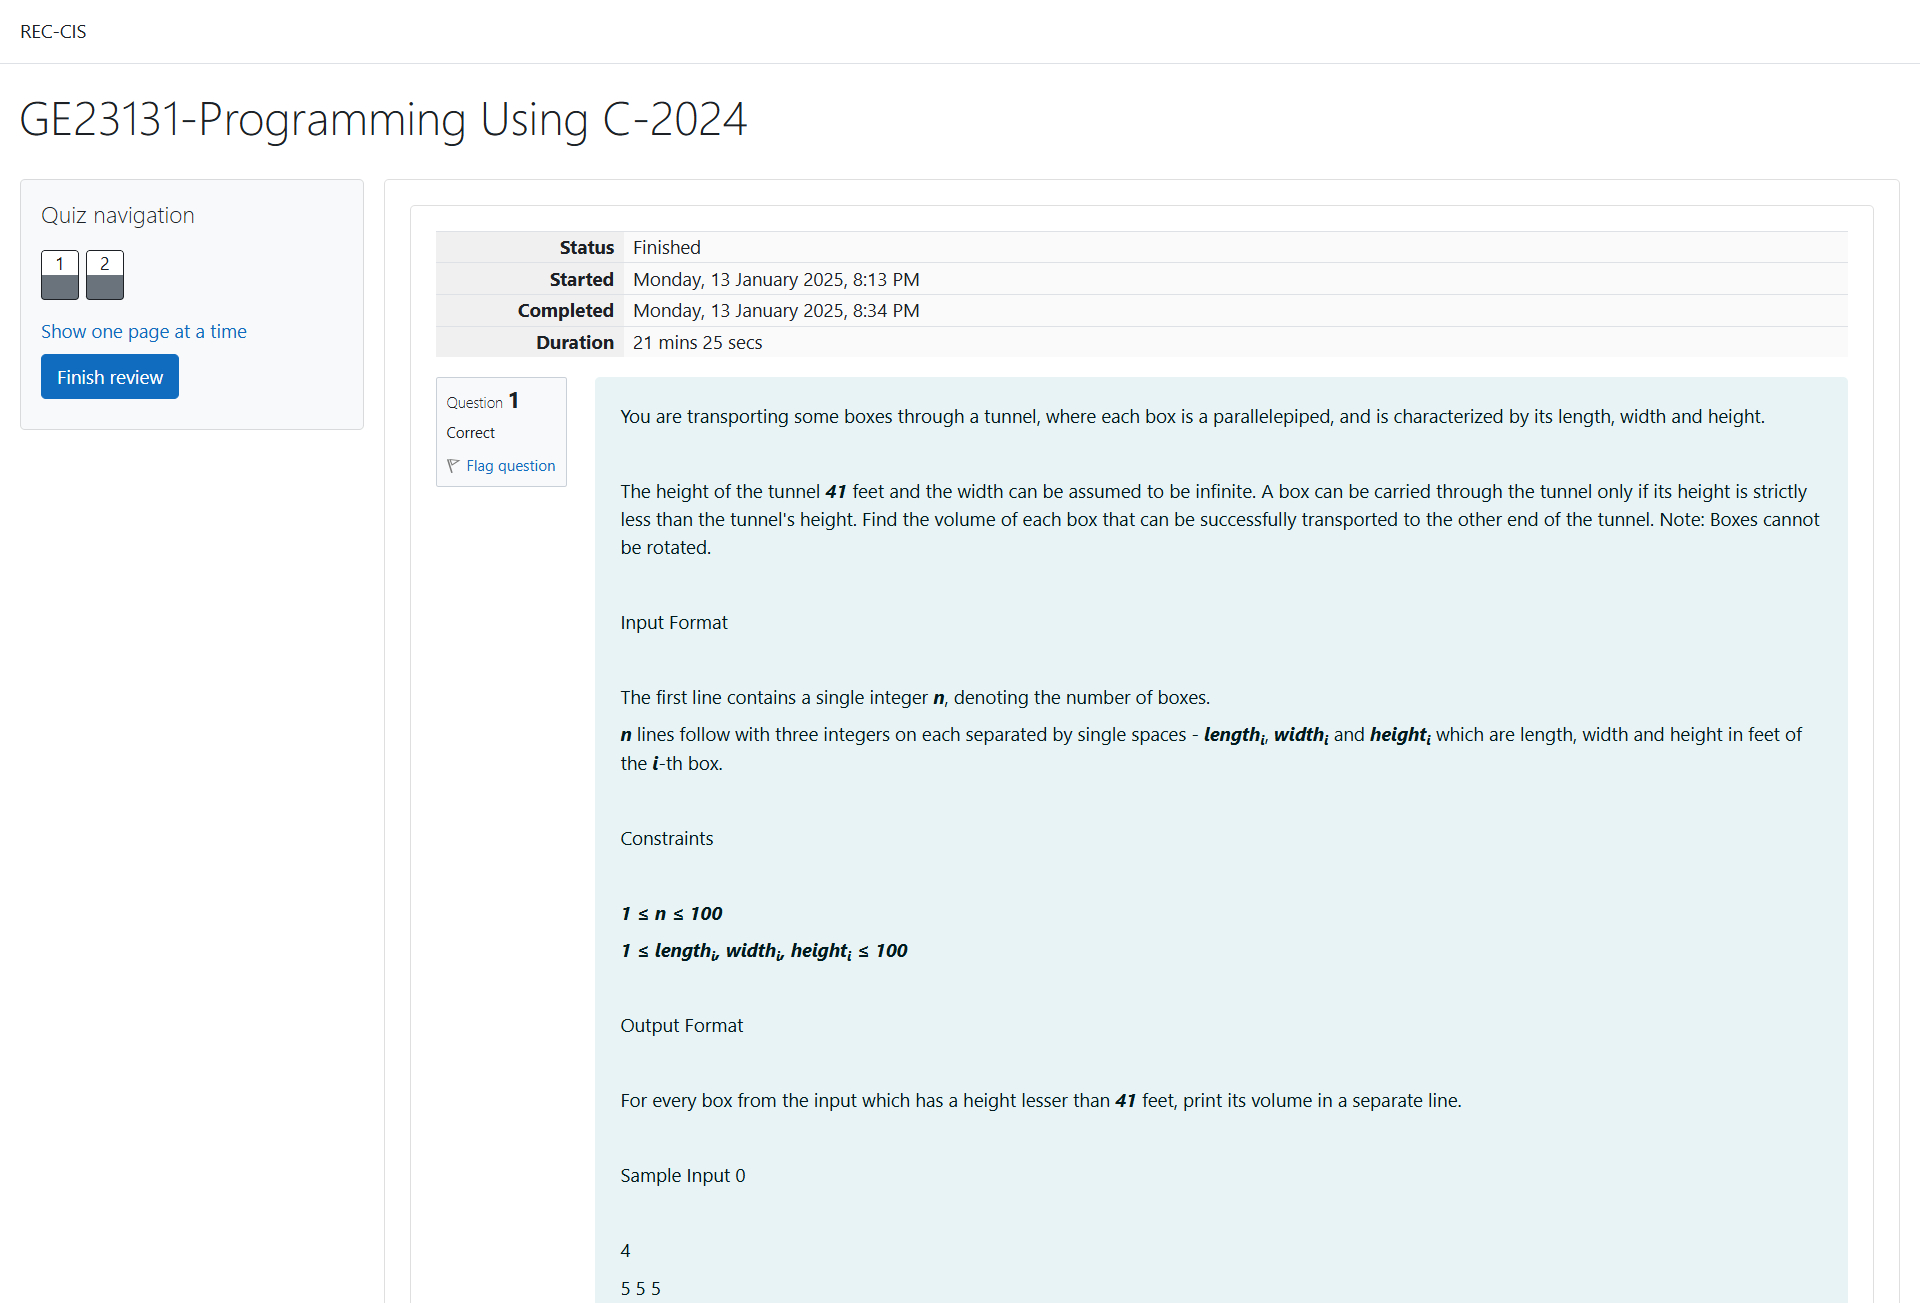 REC-CIS
GE23131-Programming Using C-2024
Quiz navigation
1 2
Show one page at a time
Finish review
Status Finished
Started Monday, 13 January 2025, 8:13 PM
Completed Monday, 13 January 2025, 8:34 PM
Duration 21 mins 25 secs
Question 1
Correct
Flag question
You are transporting some boxes through a tunnel, where each box is a parallelepiped, and is characterized by its length, width and height.
The height of the tunnel 41 feet and the width can be assumed to be infinite. A box can be carried through the tunnel only if its height is strictly
less than the tunnel's height. Find the volume of each box that can be successfully transported to the other end of the tunnel. Note: Boxes cannot
be rotated.
Input Format
The first line contains a single integer n, denoting the number of boxes.
n lines follow with three integers on each separated by single spaces - lengthi, widthi and heighti which are length, width and height in feet of
the i-th box.
Constraints
1 ≤ n ≤ 100
1 ≤ lengthi, widthi, heighti ≤ 100
Output Format
For every box from the input which has a height lesser than 41 feet, print its volume in a separate line.
Sample Input 0
4
5 5 5